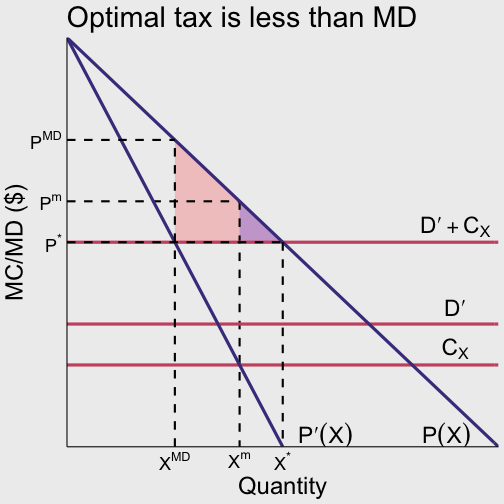 Optimal tax is less than MD
MC/MD ($)
P^MD
P^m
P^*
D′ + C_X
D′
C_X
P′(X)
P(X)
X^MD
X^m
X^*
Quantity